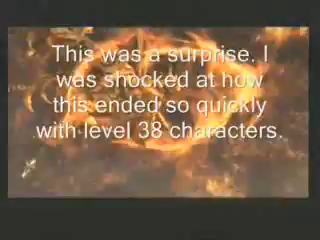 This was a surprise. I
was shocked at how
this ended so quickly
with level 38 characters.